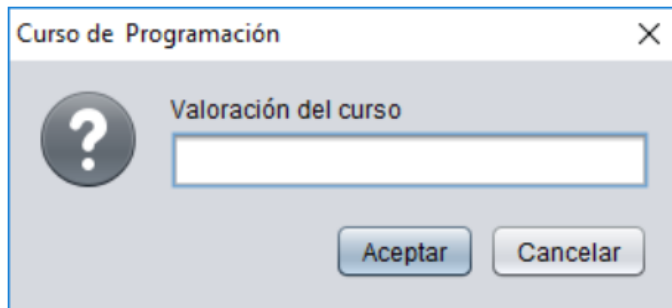 Curso de Programación
Valoración del curso
Aceptar
Cancelar